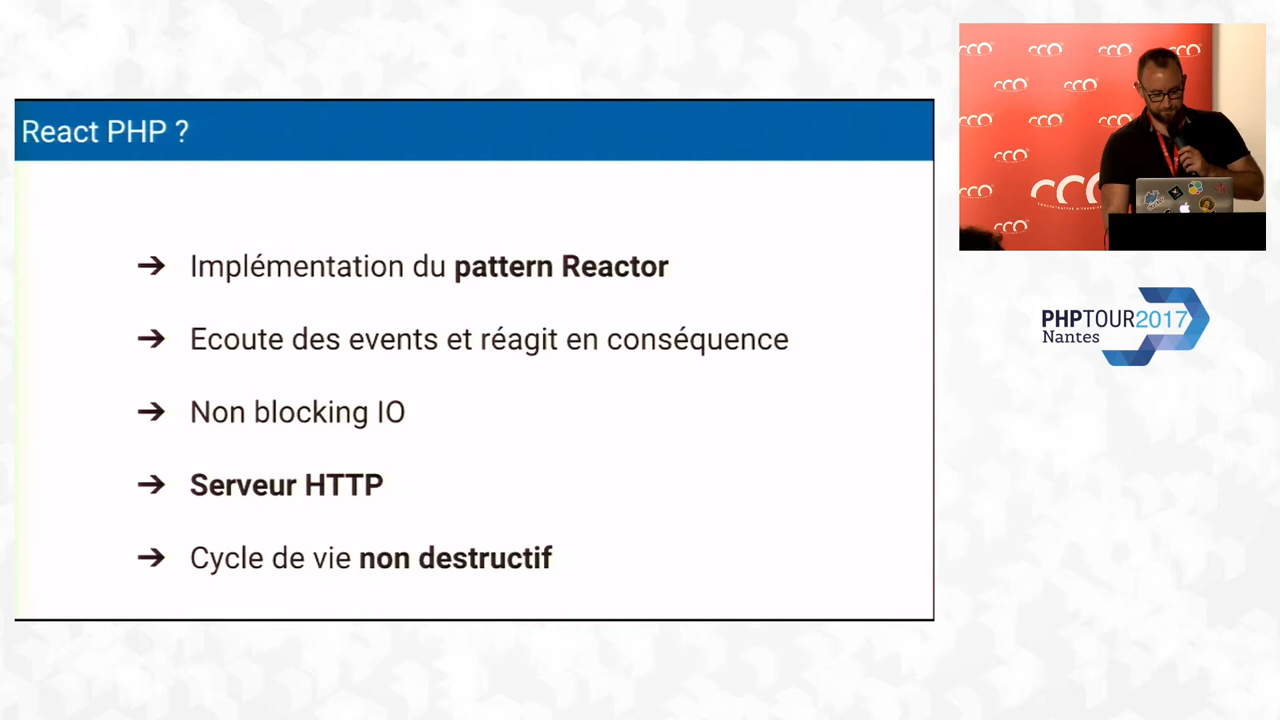 React PHP ?
➔ Implémentation du pattern Reactor
➔ Ecoute des events et réagit en conséquence
➔ Non blocking IO
➔ Serveur HTTP
➔ Cycle de vie non destructif
cco
PHPTOUR2017
Nantes